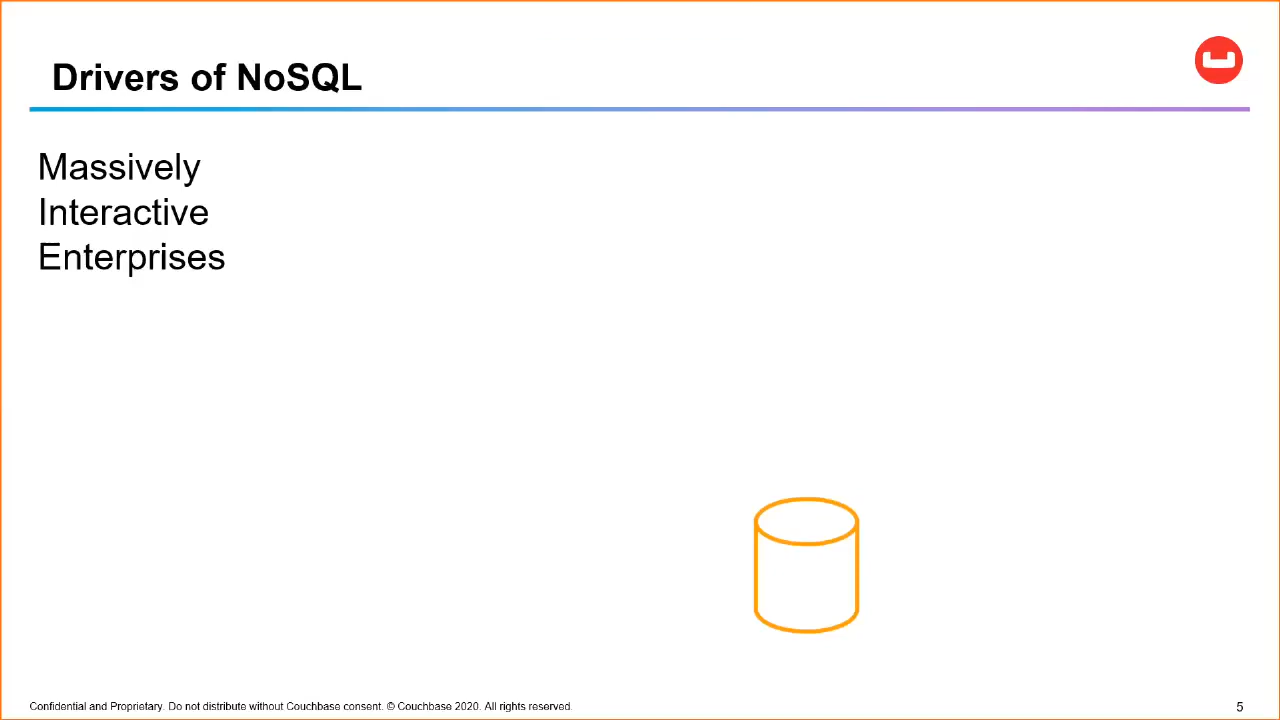 Drivers of NoSQL
Massively
Interactive
Enterprises
Confidential and Proprietary. Do not distribute without Couchbase consent. © Couchbase 2020. All rights reserved.
5